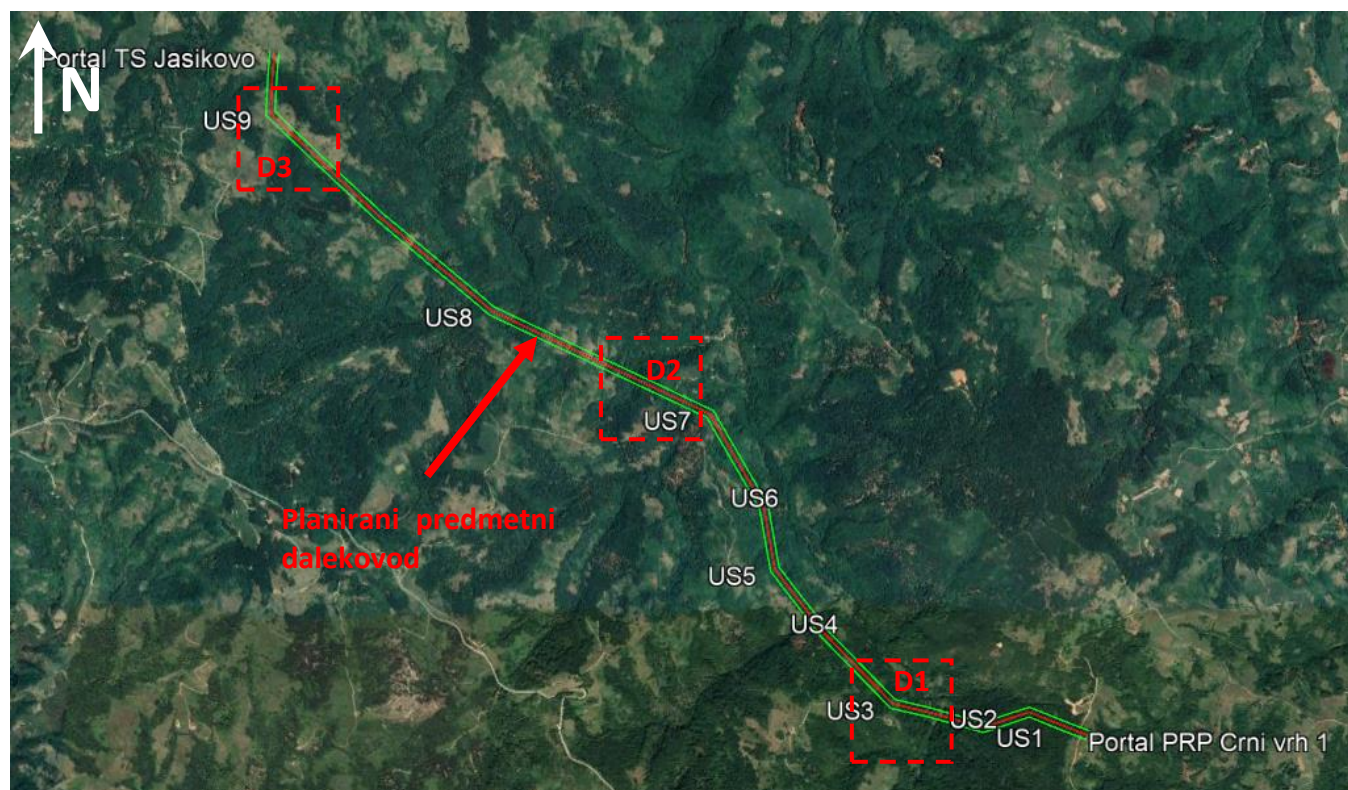 Portal TS Jasikovo
N
US9
D3
US8
D2
US7
US6
Planirani predmetni
dalekovod
US5
US4
D1
US3
US2
US1
Portal PRP Crni vrh 1